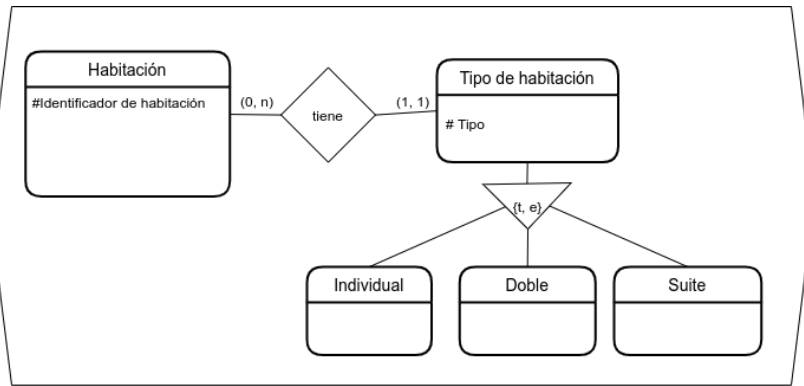 Habitación
#Identificador de habitación
(0, n)
tiene
(1, 1)
Tipo de habitación
# Tipo
{t, e}
Individual
Doble
Suite